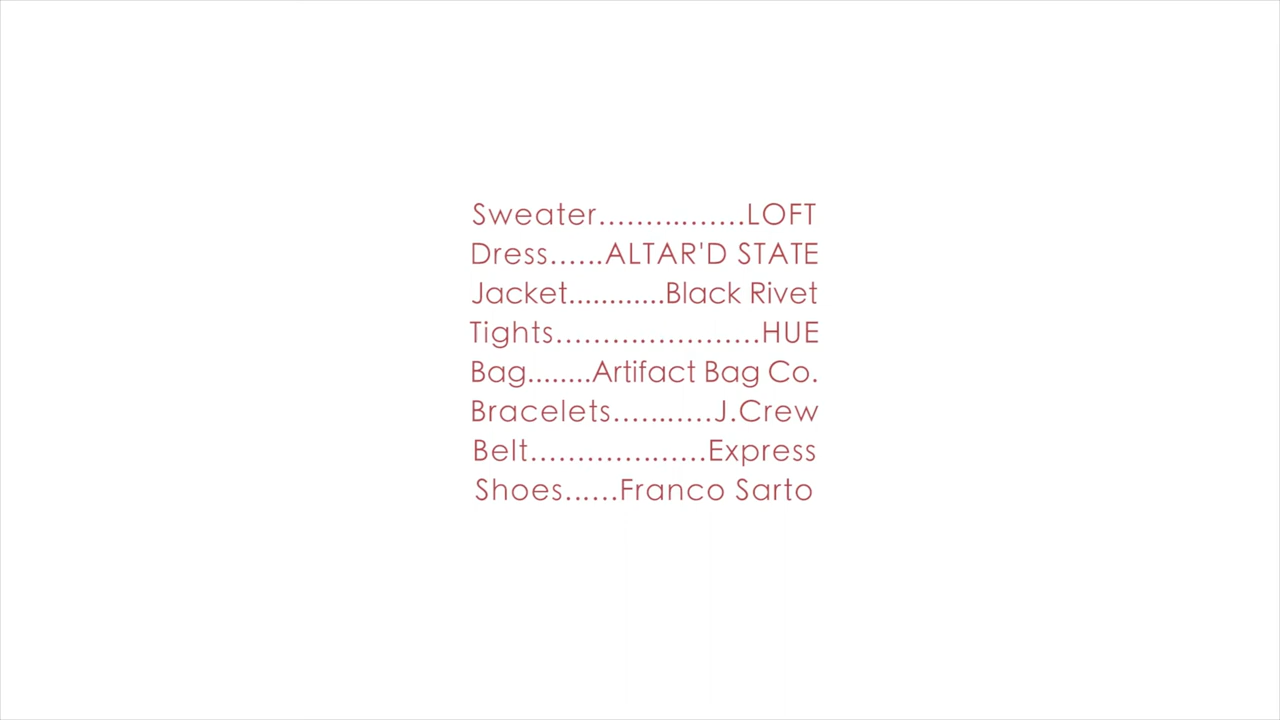 Sweater................LOFT
Dress......ALTAR'D STATE
Jacket............Black Rivet
Tights......................HUE
Bag........Artifact Bag Co.
Bracelets...........J.Crew
Belt...................Express
Shoes......Franco Sarto